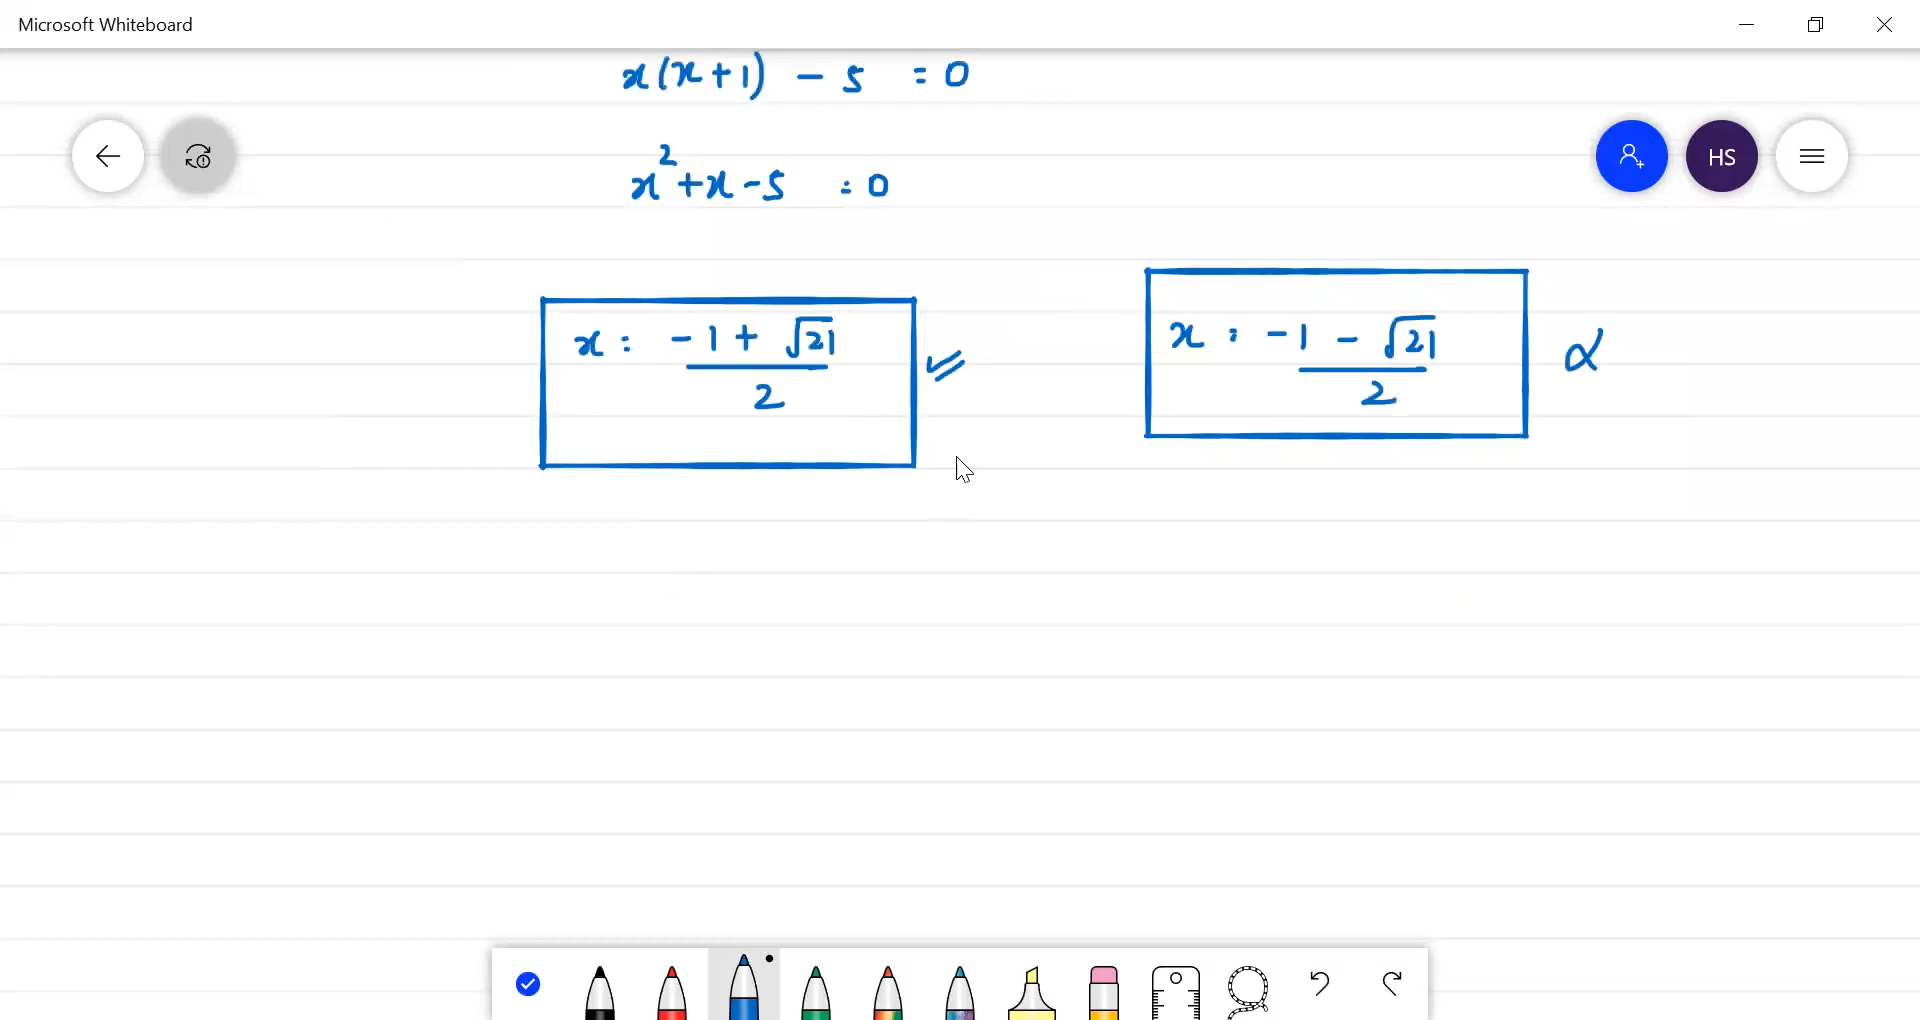 Microsoft Whiteboard
x(x+1) - 5 = 0
HS
x² + x - 5 = 0
x = (-1 + √21)/2
x = (-1 - √21)/2 α